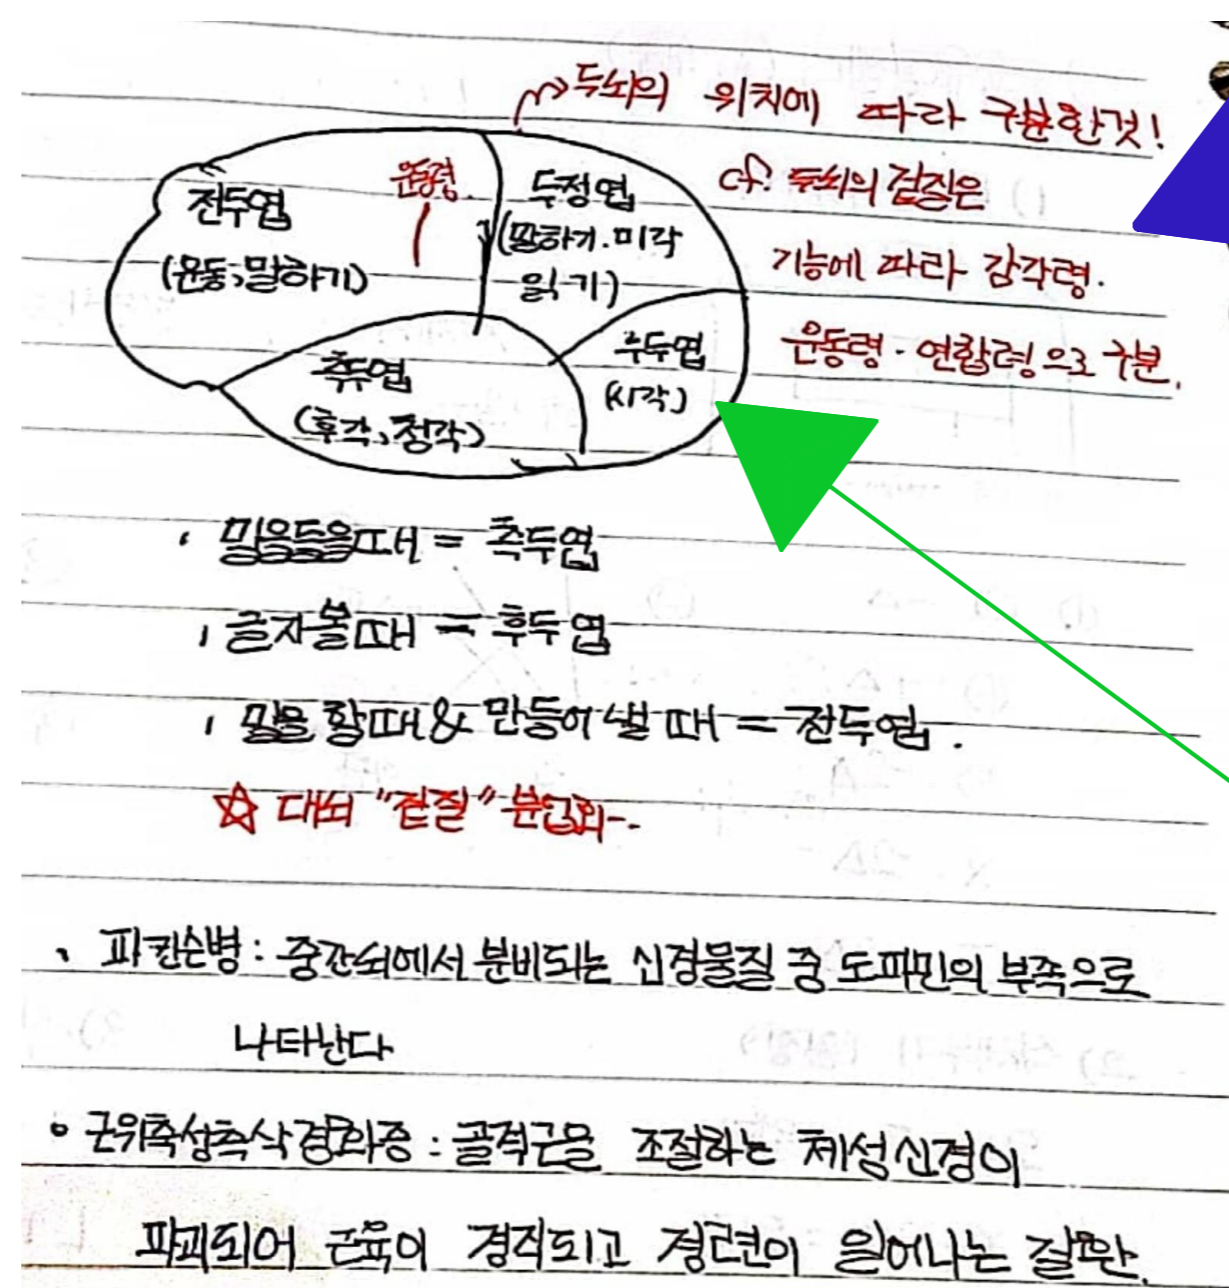 두뇌의 위치에 따라 구분한것!
cf. 두뇌의 겉질은
기능에 따라 감각령.
운동령·연합령으로 구분.
전두엽
(운동, 말하기)
운동령.
두정엽
(말하기. 미각
읽기)
측두엽
(후각, 청각)
후두엽
(시각)
말을들을때 = 측두엽
글자볼때 = 후두엽
말을 할때 & 만들어 낼 때 = 전두엽.
☆ 대뇌 "겉질" 분업화-.
파킨슨병 : 중간뇌에서 분비되는 신경물질 중 도파민의 부족으로
나타난다
근위축성측삭경화증 : 골격근을 조절하는 체성신경이
파괴되어 근육이 경직되고 경련이 일어나는 질환.